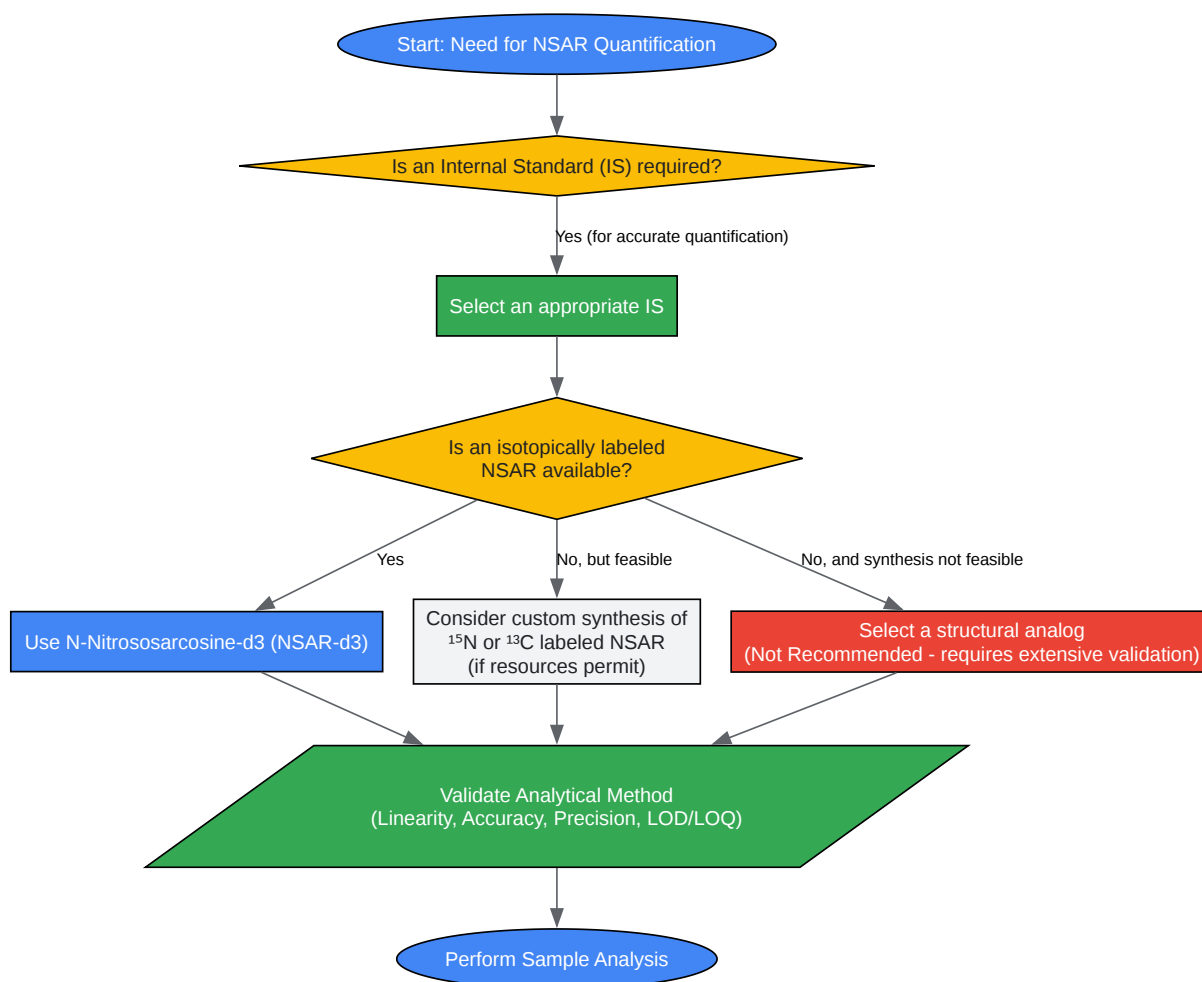 Start: Need for NSAR Quantification
Is an Internal Standard (IS) required?
Yes (for accurate quantification)
Select an appropriate IS
Is an isotopically labeled
NSAR available?
Yes
No, but feasible
No, and synthesis not feasible
Use N-Nitrososarcosine-d3 (NSAR-d3)
Consider custom synthesis of
¹⁵N or ¹³C labeled NSAR
(if resources permit)
Select a structural analog
(Not Recommended - requires extensive validation)
Validate Analytical Method
(Linearity, Accuracy, Precision, LOD/LOQ)
Perform Sample Analysis